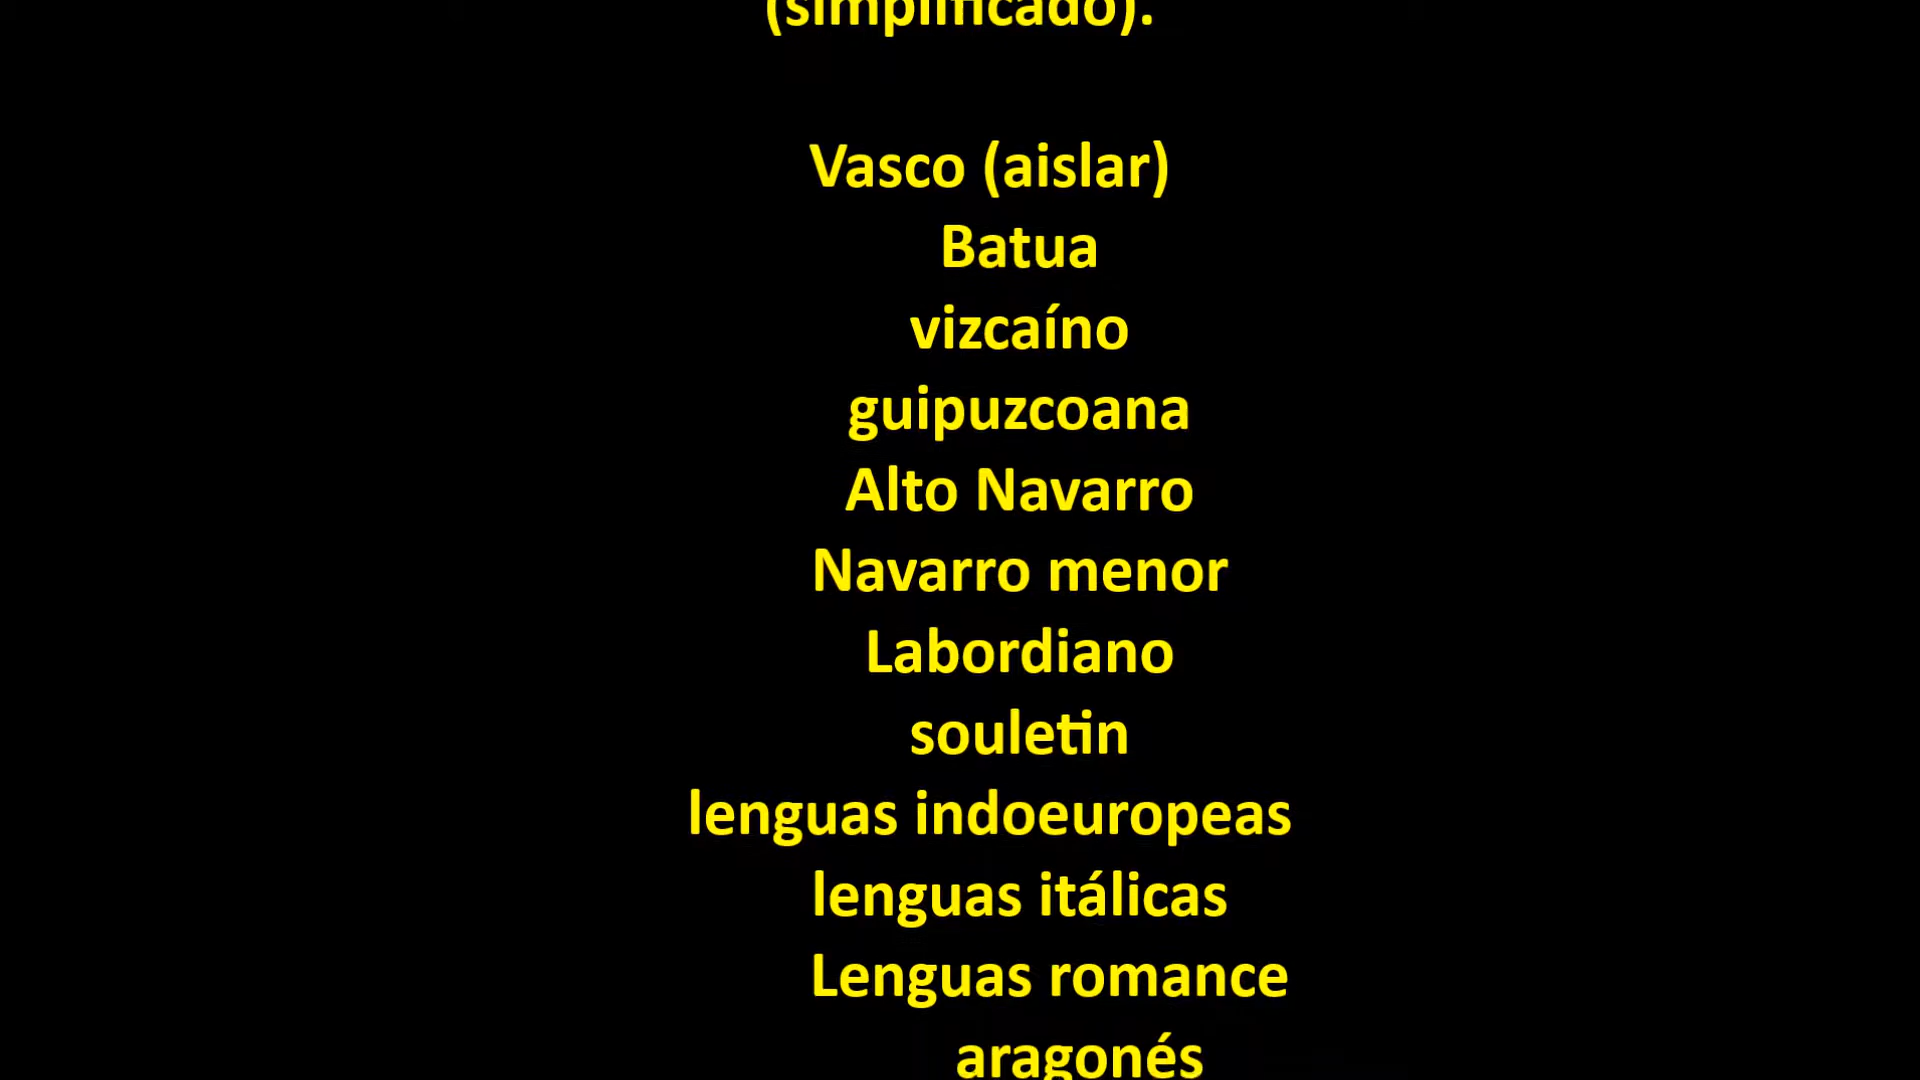 (simplificado).
Vasco (aislar)
Batua
vizcaíno
guipuzcoana
Alto Navarro
Navarro menor
Labordiano
souletin
lenguas indoeuropeas
lenguas itálicas
Lenguas romance
aragonés